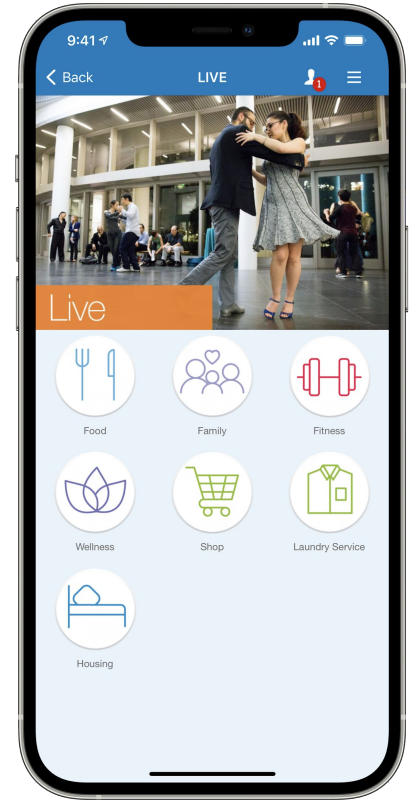 9:41
Back
LIVE
1
Live
Food
Family
Fitness
Wellness
Shop
Laundry Service
Housing